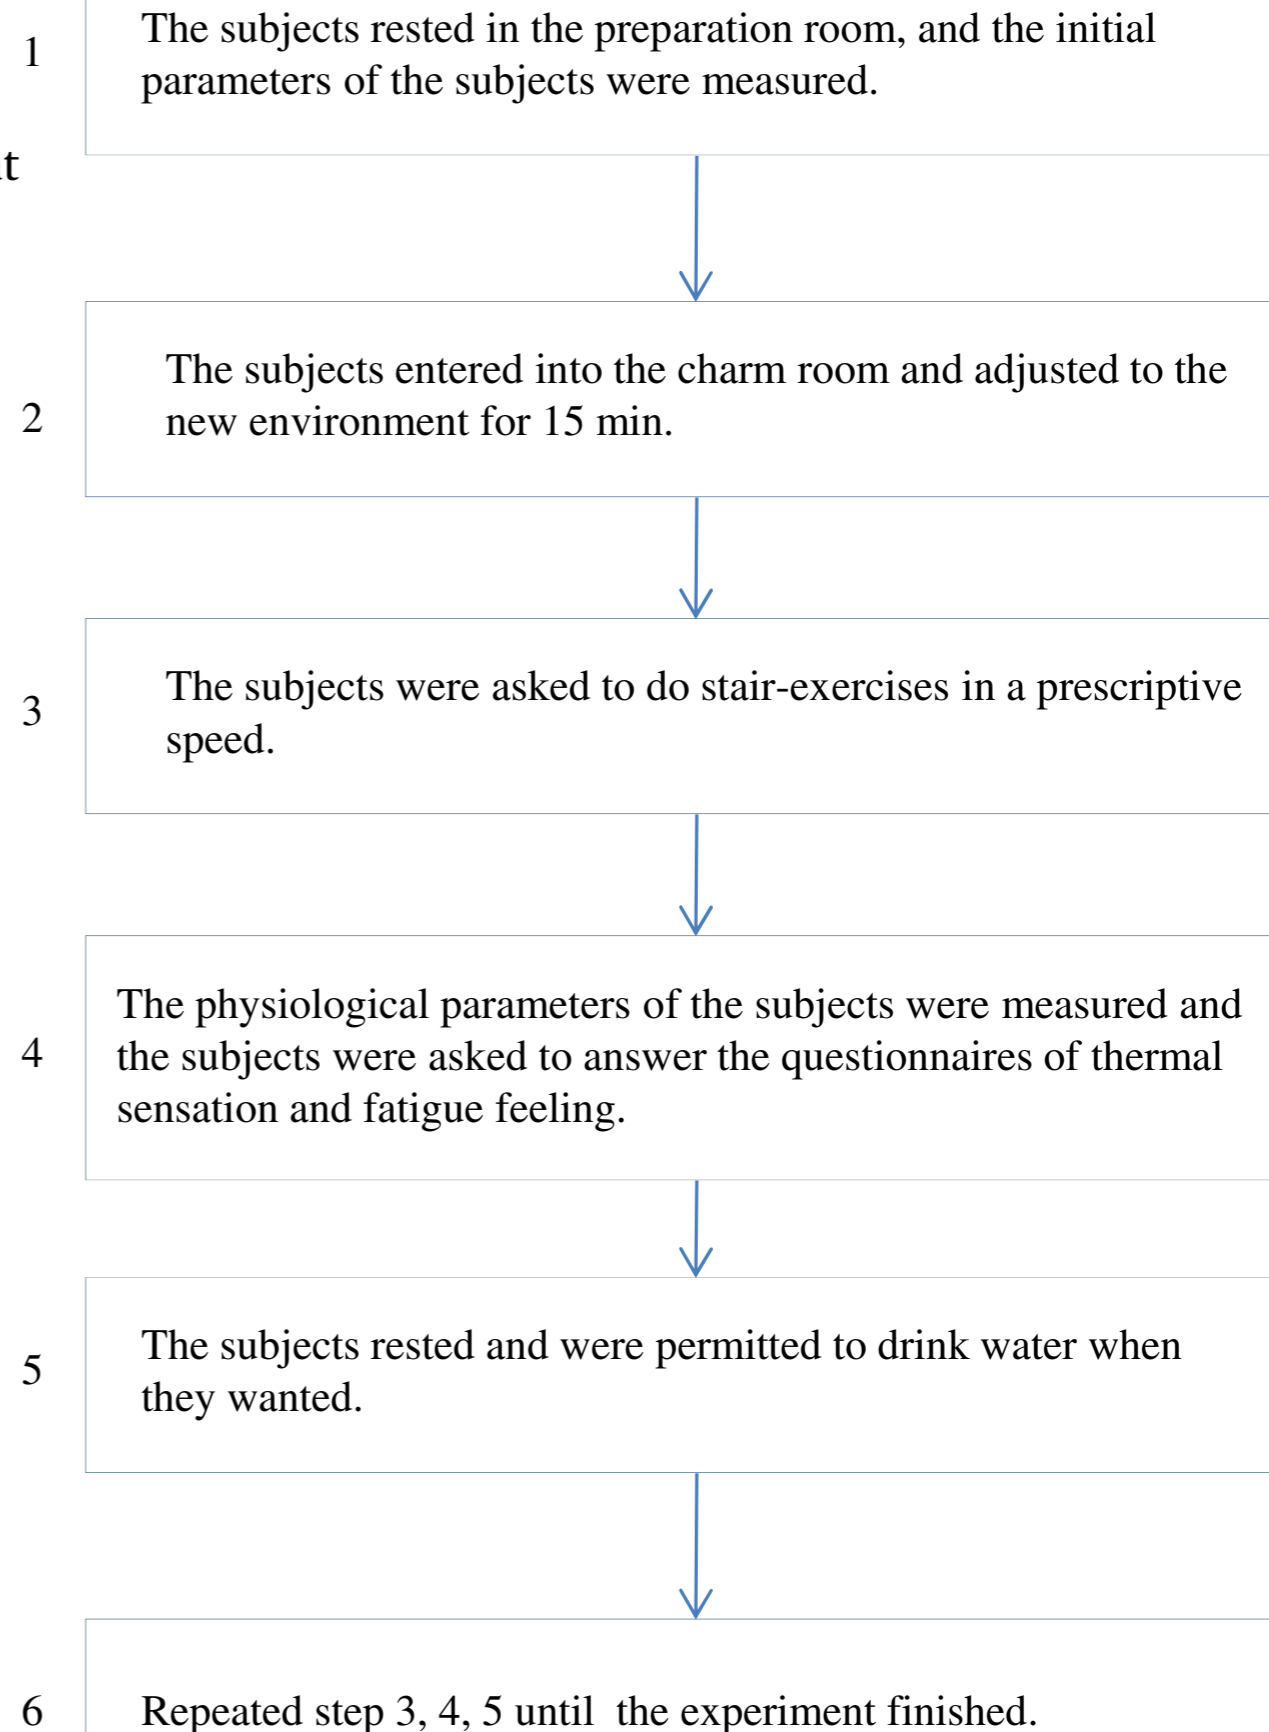 1
The subjects rested in the preparation room, and the initial
parameters of the subjects were measured.
2
The subjects entered into the charm room and adjusted to the
new environment for 15 min.
3
The subjects were asked to do stair-exercises in a prescriptive
speed.
4
The physiological parameters of the subjects were measured and
the subjects were asked to answer the questionnaires of thermal
sensation and fatigue feeling.
5
The subjects rested and were permitted to drink water when
they wanted.
6
Repeated step 3, 4, 5 until the experiment finished.